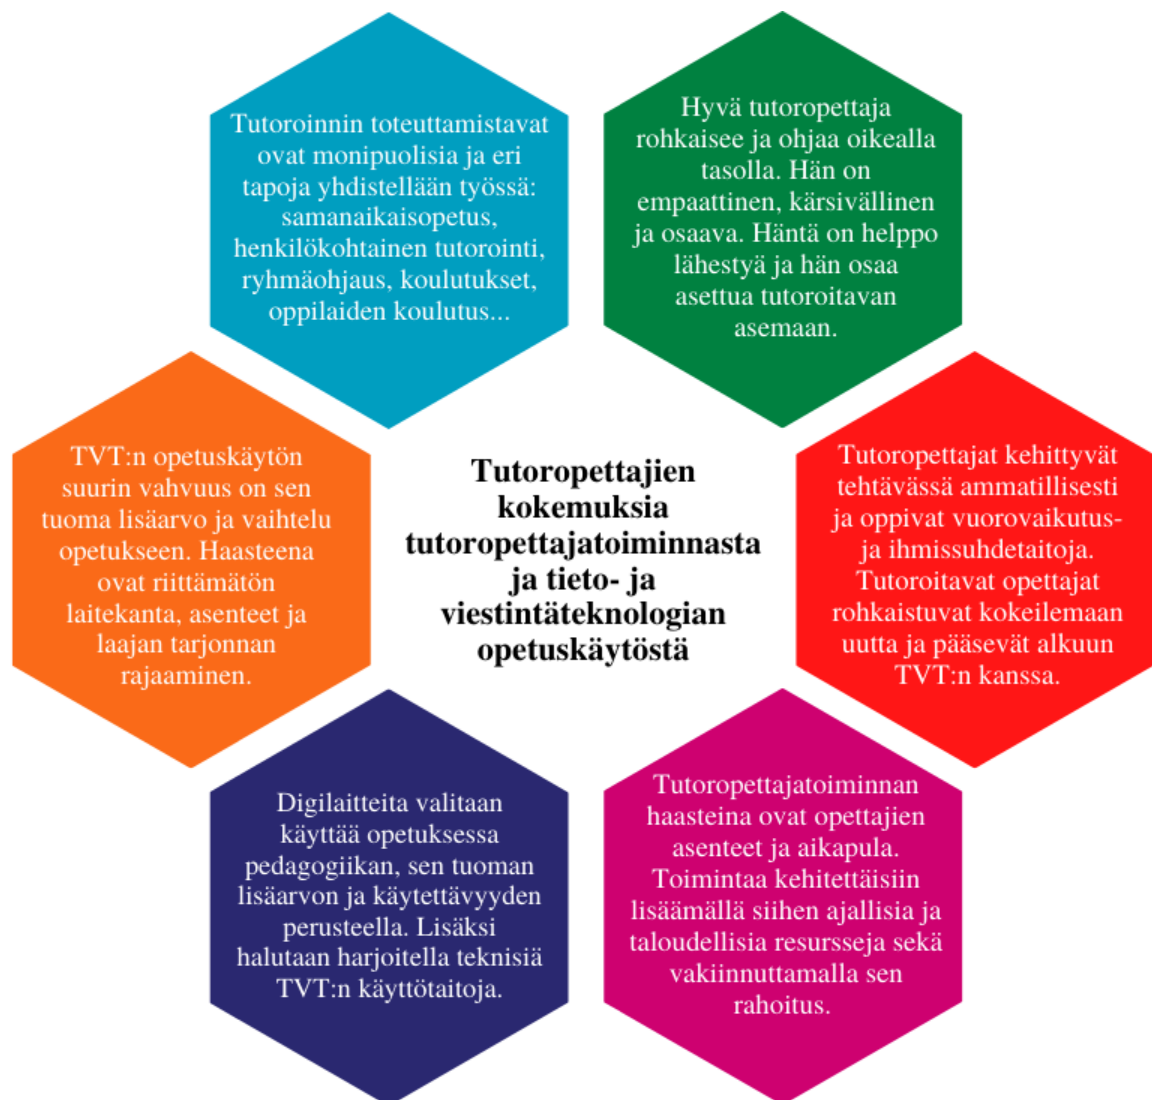 Tutoroinnin toteuttamistavat
ovat monipuolisia ja eri
tapoja yhdistellään työssä:
samanaikaisopetus,
henkilökohtainen tutorointi,
ryhmäohjaus, koulutukset,
oppilaiden koulutus...
Hyvä tutoropettaja
rohkaisee ja ohjaa oikealla
tasolla. Hän on
empaattinen, kärsivällinen
ja osaava. Häntä on helppo
lähestyä ja hän osaa
asettua tutoroitavan
asemaan.
TVT:n opetuskäytön
suurin vahvuus on sen
tuoma lisäarvo ja vaihtelu
opetukseen. Haasteena
ovat riittämätön
laitekanta, asenteet ja
laajan tarjonnan
rajaaminen.
Tutoropettajien
kokemuksia
tutoropettajatoiminnasta
ja tieto- ja
viestintäteknologian
opetuskäytöstä
Tutoropettajat kehittyvät
tehtävässä ammatillisesti
ja oppivat vuorovaikutus-
ja ihmissuhdetaitoja.
Tutoroitavat opettajat
rohkaistuvat kokeilemaan
uutta ja pääsevät alkuun
TVT:n kanssa.
Digilaitteita valitaan
käyttää opetuksessa
pedagogiikan, sen tuoman
lisäarvon ja käytettävyyden
perusteella. Lisäksi
halutaan harjoitella teknisiä
TVT:n käyttötaitoja.
Tutoropettajatoiminnan
haasteina ovat opettajien
asenteet ja aikapula.
Toimintaa kehitettäisiin
lisäämällä siihen ajallisia ja
taloudellisia resursseja sekä
vakiinnuttamalla sen
rahoitus.